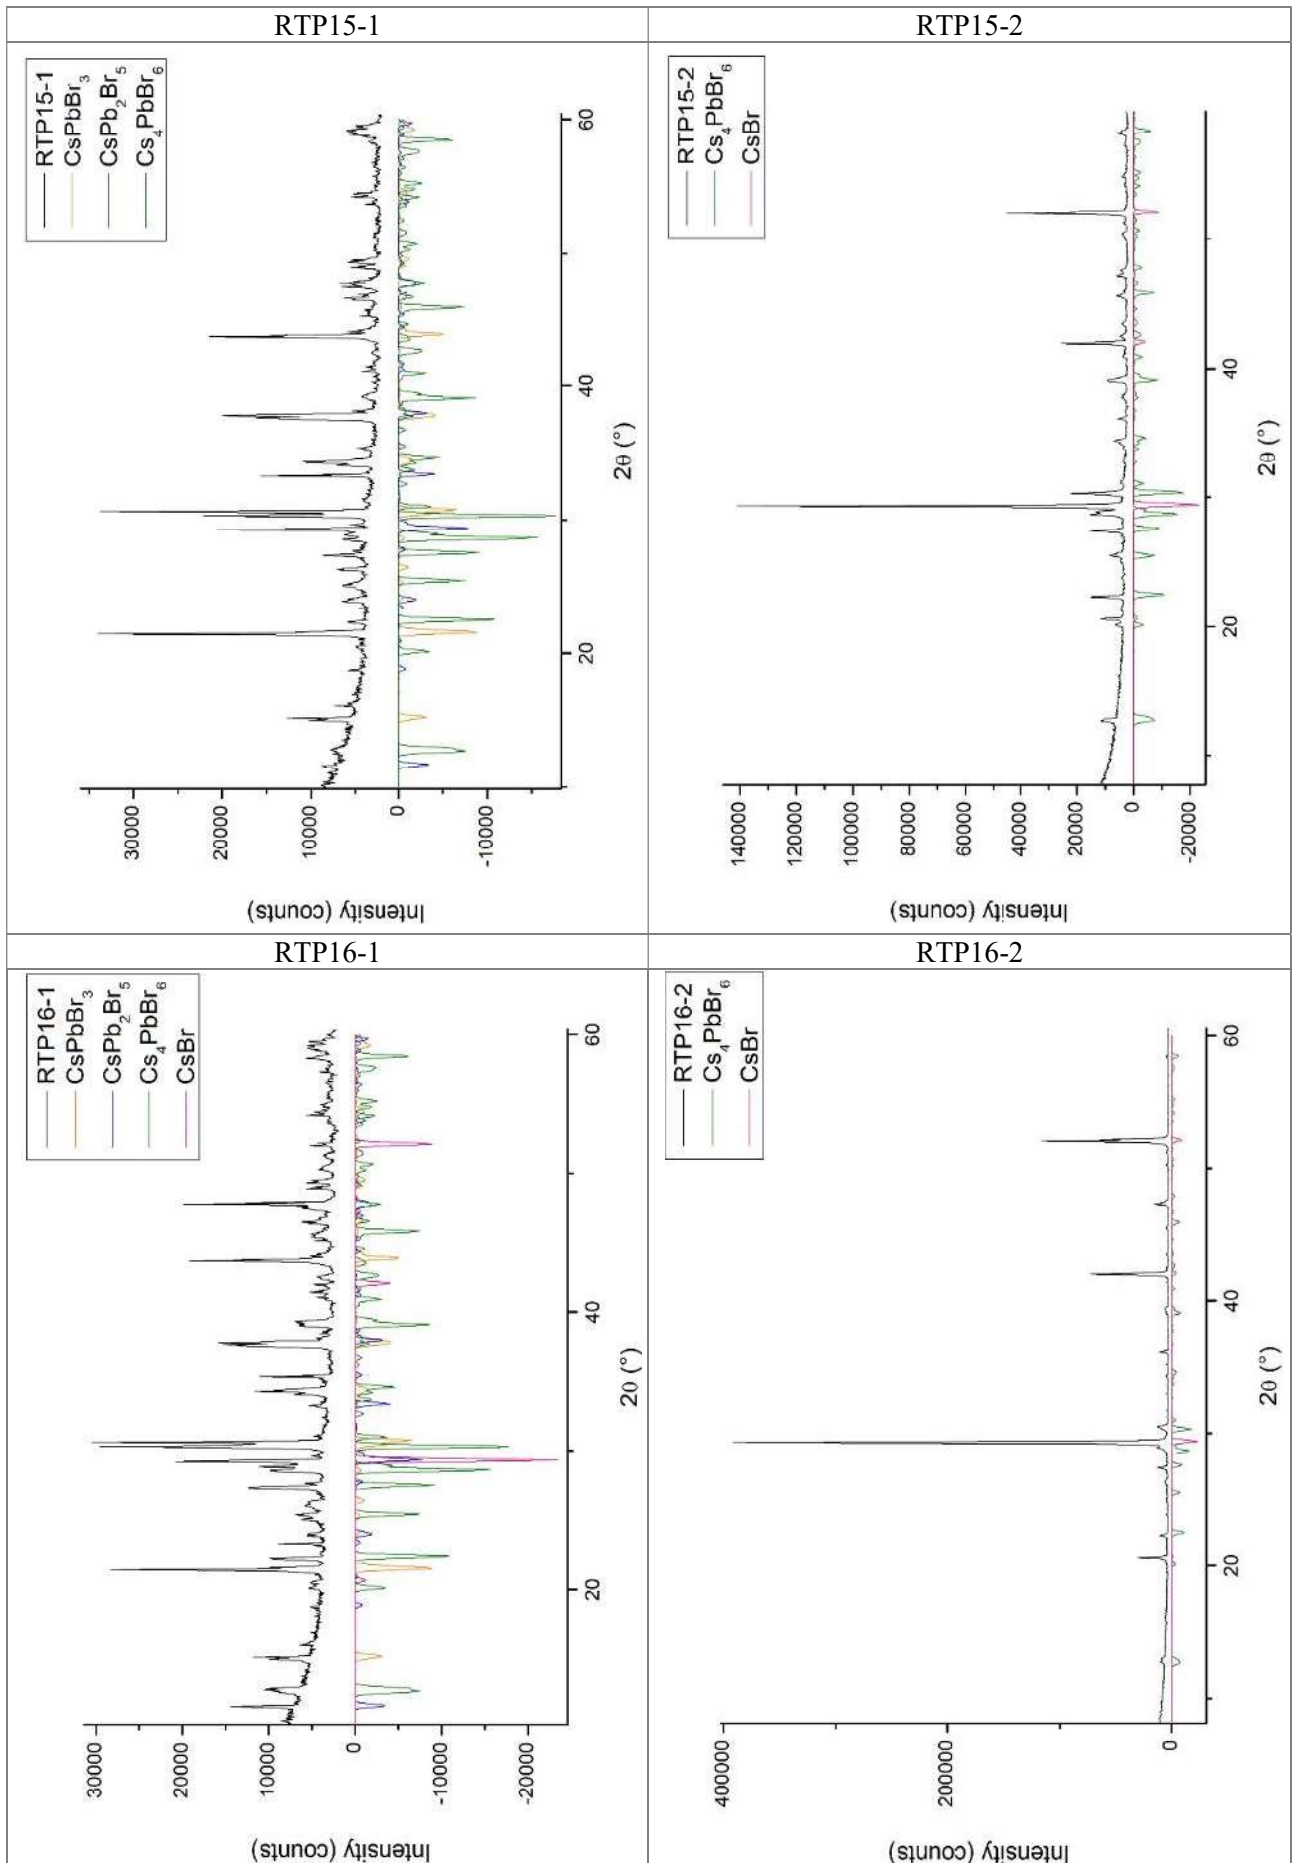 RTP15-1
RTP15-2
RTP15-1
CsPbBr₃
CsPb₂Br₅
Cs₄PbBr₆
60
40
20
2θ (°)
30000
20000
10000
0
-10000
Intensity (counts)
RTP15-2
Cs₄PbBr₆
CsBr
40
20
2θ (°)
140000
120000
100000
80000
60000
40000
20000
0
-20000
Intensity (counts)
RTP16-1
RTP16-2
RTP16-1
CsPbBr₃
CsPb₂Br₅
Cs₄PbBr₆
CsBr
60
40
20
2θ (°)
30000
20000
10000
0
-10000
-20000
Intensity (counts)
RTP16-2
Cs₄PbBr₆
CsBr
60
40
20
2θ (°)
400000
200000
0
Intensity (counts)